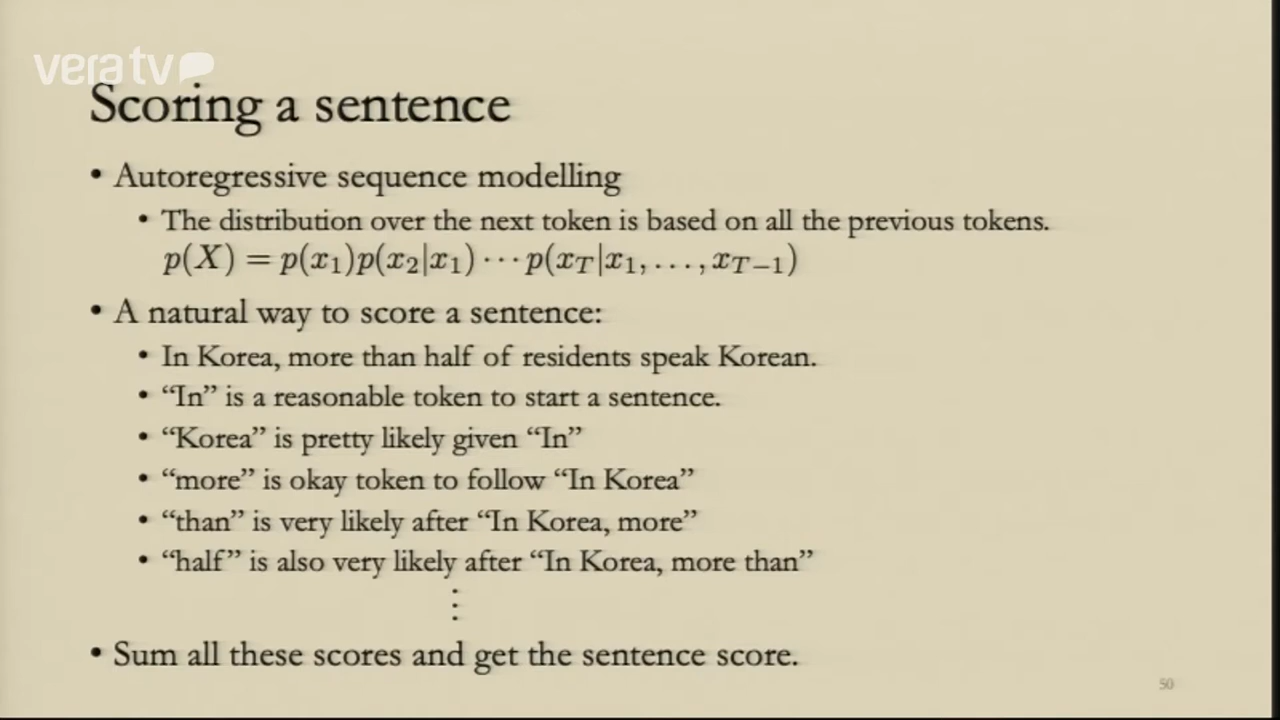 vera tv
Scoring a sentence
• Autoregressive sequence modelling
• The distribution over the next token is based on all the previous tokens.
p(X) = p(x₁)p(x₂|x₁) ⋯ p(x_T|x₁, …, x_{T−1})
• A natural way to score a sentence:
• In Korea, more than half of residents speak Korean.
• “In” is a reasonable token to start a sentence.
• “Korea” is pretty likely given “In”
• “more” is okay token to follow “In Korea”
• “than” is very likely after “In Korea, more”
• “half” is also very likely after “In Korea, more than”
⋮
• Sum all these scores and get the sentence score.
50